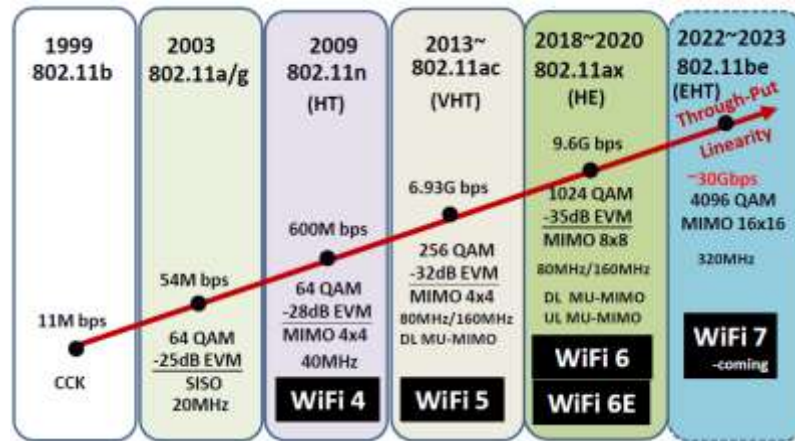 1999
802.11b
11M bps
CCK
2003
802.11a/g
54M bps
64 QAM
-25dB EVM
SISO
20MHz
2009
802.11n
(HT)
600M bps
64 QAM
-28dB EVM
MIMO 4x4
40MHz
WiFi 4
2013~
802.11ac
(VHT)
6.93G bps
256 QAM
-32dB EVM
MIMO 4x4
80MHz/160MHz
DL MU-MIMO
WiFi 5
2018~2020
802.11ax
(HE)
9.6G bps
1024 QAM
-35dB EVM
MIMO 8x8
80MHz/160MHz
DL MU-MIMO
UL MU-MIMO
WiFi 6
WiFi 6E
2022~2023
802.11be
(EHT)
Through-Put
Linearity
~30Gbps
4096 QAM
MIMO 16x16
320MHz
WiFi 7
-coming